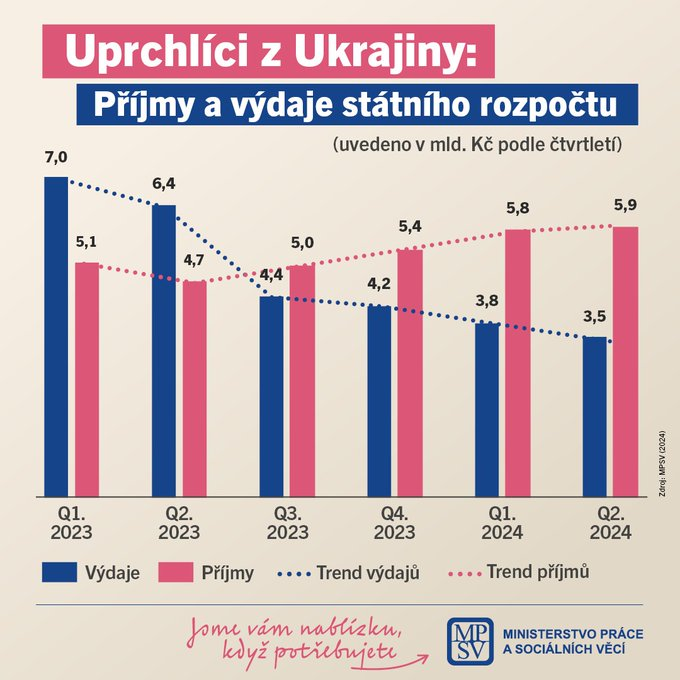 Uprchlíci z Ukrajiny:
Příjmy a výdaje státního rozpočtu
(uvedeno v mld. Kč podle čtvrtletí)
7,0
5,1
6,4
4,7
4,4
5,0
4,2
5,4
3,8
5,8
3,5
5,9
Zdroj: MPSV (2024)
Q1. 2023
Q2. 2023
Q3. 2023
Q4. 2023
Q1. 2024
Q2. 2024
Výdaje
Příjmy
Trend výdajů
Trend příjmů
Jsme vám nablízku,
když potřebujete
MP
SV
MINISTERSTVO PRÁCE
A SOCIÁLNÍCH VĚCÍ